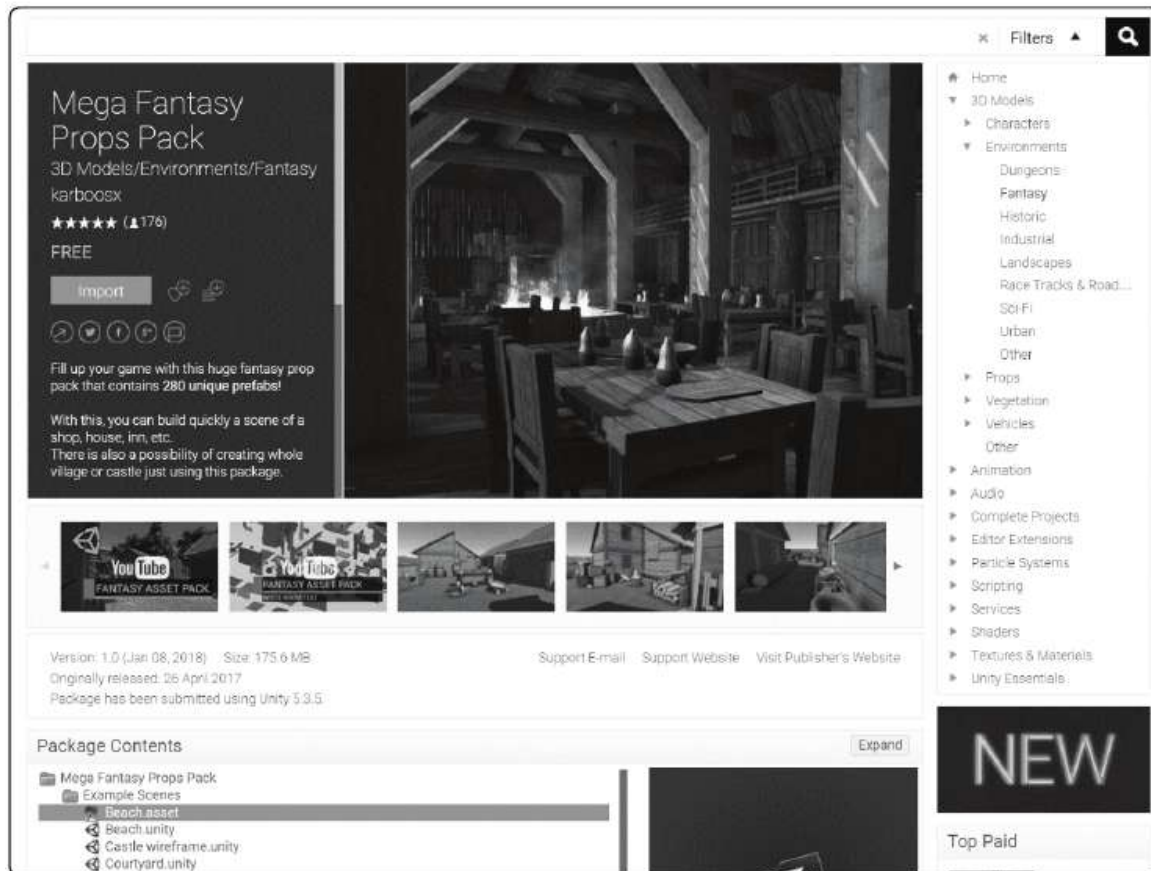 Filters
Mega Fantasy
Props Pack
3D Models/Environments/Fantasy
karboosx
(176)
FREE
Import
Fill up your game with this huge fantasy prop
pack that contains 280 unique prefabs!
With this, you can build quickly a scene of a
shop, house, inn, etc.
There is also a possibility of creating whole
village or castle just using this package.
YouTube
FANTASY ASSET PACK
YouTube
FANTASY ASSET PACK
Version: 1.0 (Jan 08, 2018) Size: 175.6 MB
Originally released: 26 April 2017
Package has been submitted using Unity 5.3.5.
Support E-mail Support Website Visit Publisher's Website
Package Contents
Expand
Mega Fantasy Props Pack
Example Scenes
Beach.asset
Beach.unity
Castle wireframe.unity
Courtyard.unity
Home
3D Models
Characters
Environments
Dungeons
Fantasy
Historic
Industrial
Landscapes
Race Tracks & Road....
Sci-Fi
Urban
Other
Props
Vegetation
Vehicles
Other
Animation
Audio
Complete Projects
Editor Extensions
Particle Systems
Scripting
Services
Shaders
Textures & Materials
Unity Essentials
NEW
Top Paid